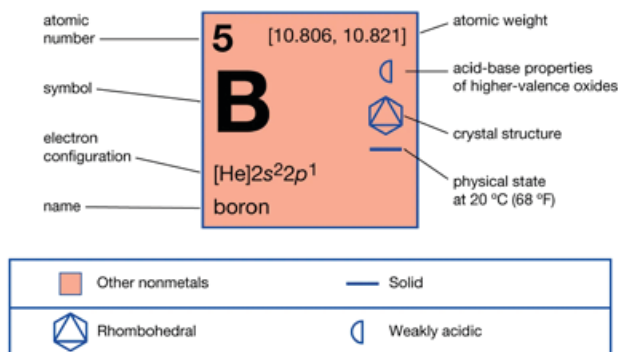 atomic
number
5
[10.806, 10.821]
atomic weight
symbol
B
acid-base properties
of higher-valence oxides
crystal structure
electron
configuration
[He]2s²2p¹
physical state
at 20 ºC (68 ºF)
name
boron
Other nonmetals
Solid
Rhombohedral
Weakly acidic